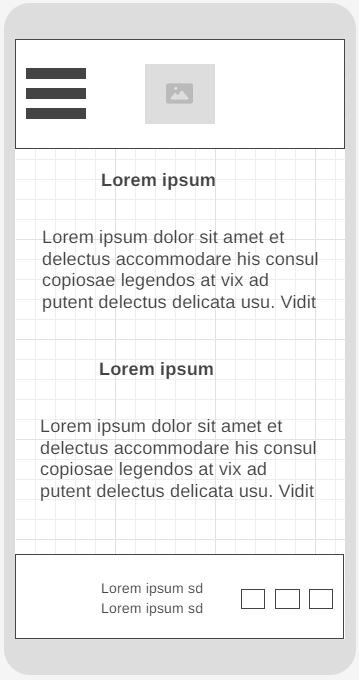 Lorem ipsum
Lorem ipsum dolor sit amet et
delectus accommodare his consul
copiosae legendos at vix ad
putent delectus delicata usu. Vidit
Lorem ipsum
Lorem ipsum dolor sit amet et
delectus accommodare his consul
copiosae legendos at vix ad
putent delectus delicata usu. Vidit
Lorem ipsum sd
Lorem ipsum sd